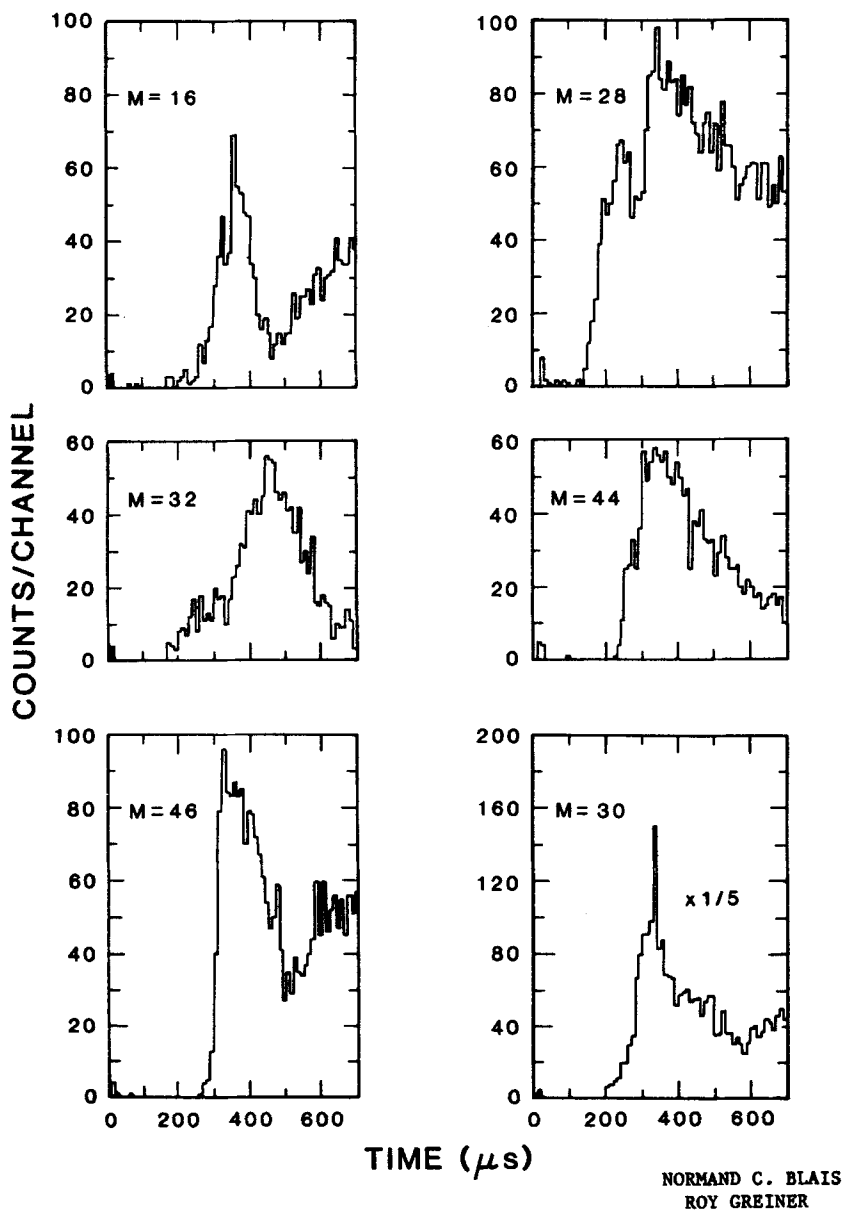 COUNTS/CHANNEL
100
80
60
40
20
0
M = 16
100
80
60
40
20
0
M = 28
60
40
20
0
M = 32
60
40
20
0
M = 44
100
80
60
40
20
0
M = 46
0 200 400 600
200
160
120
80
40
0
M = 30
x 1/5
0 200 400 600
TIME (μs)
NORMAND C. BLAIS
ROY GREINER